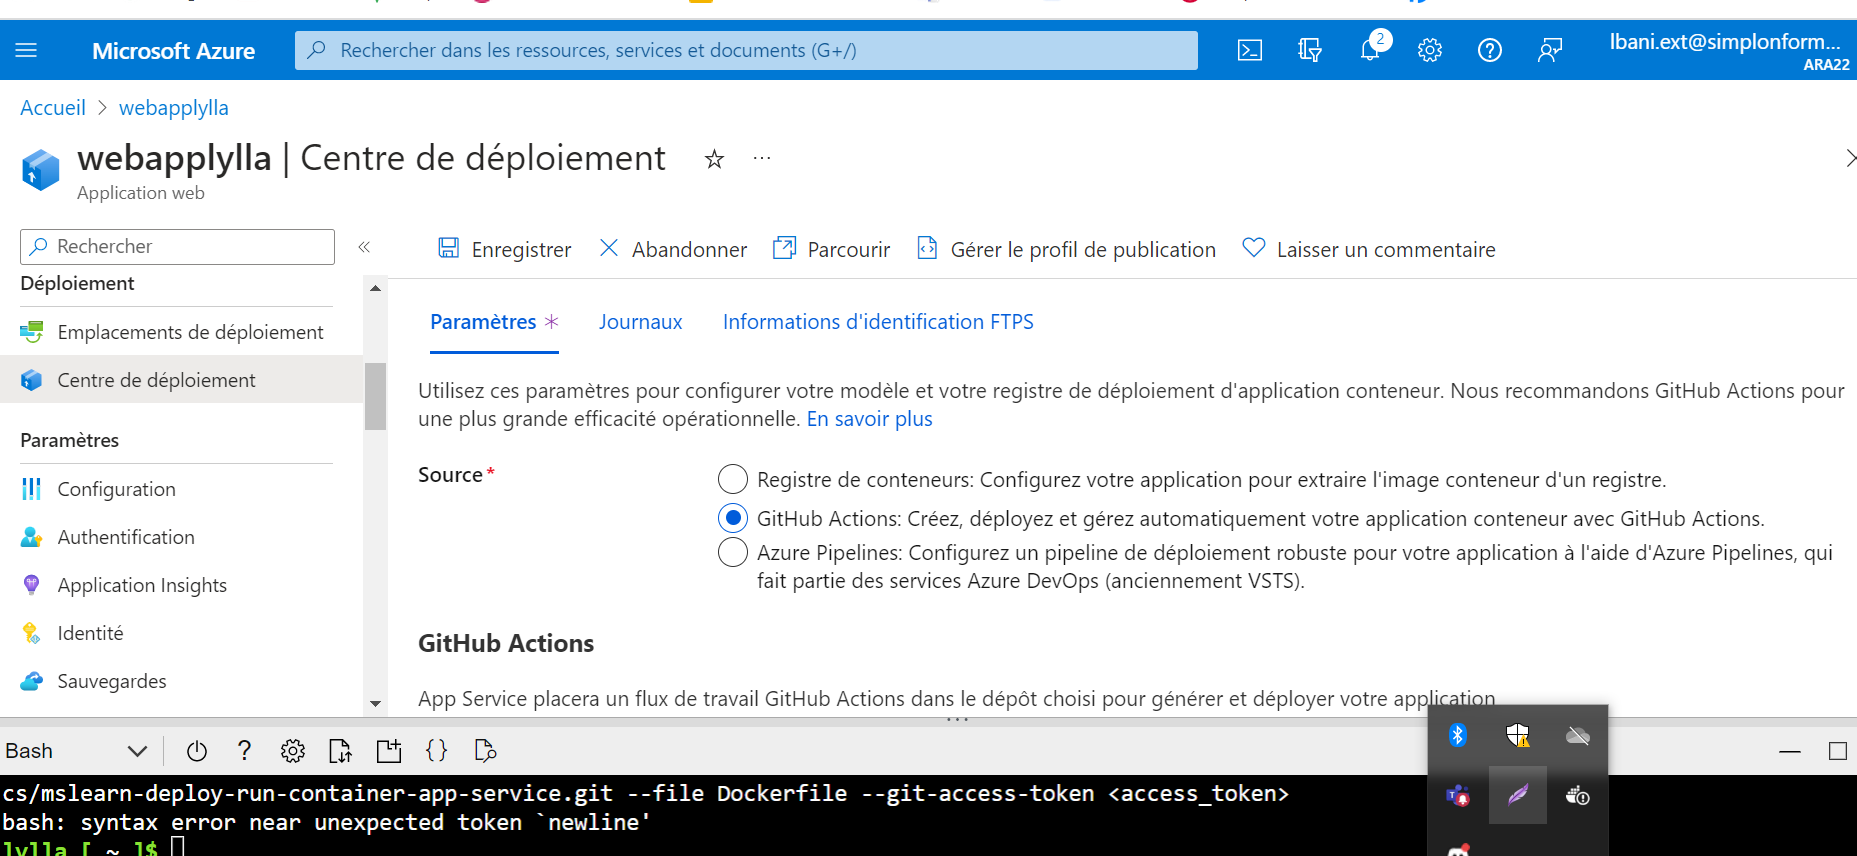 Microsoft Azure
Rechercher dans les ressources, services et documents (G+/)
2
lbani.ext@simplonform...
ARA22
Accueil > webapplylla
webapplylla | Centre de déploiement
Application web
Rechercher
Enregistrer
Abandonner
Parcourir
Gérer le profil de publication
Laisser un commentaire
Déploiement
Emplacements de déploiement
Centre de déploiement
Paramètres
Configuration
Authentification
Application Insights
Identité
Sauvegardes
Paramètres *
Journaux
Informations d'identification FTPS
Utilisez ces paramètres pour configurer votre modèle et votre registre de déploiement d'application conteneur. Nous recommandons GitHub Actions pour
une plus grande efficacité opérationnelle. En savoir plus
Source*
Registre de conteneurs: Configurez votre application pour extraire l'image conteneur d'un registre.
GitHub Actions: Créez, déployez et gérez automatiquement votre application conteneur avec GitHub Actions.
Azure Pipelines: Configurez un pipeline de déploiement robuste pour votre application à l'aide d'Azure Pipelines, qui
fait partie des services Azure DevOps (anciennement VSTS).
GitHub Actions
App Service placera un flux de travail GitHub Actions dans le dépôt choisi pour générer et déployer votre application
Bash
cs/mslearn-deploy-run-container-app-service.git --file Dockerfile --git-access-token <access_token>
bash: syntax error near unexpected token `newline'
lylla [ ~ ]$